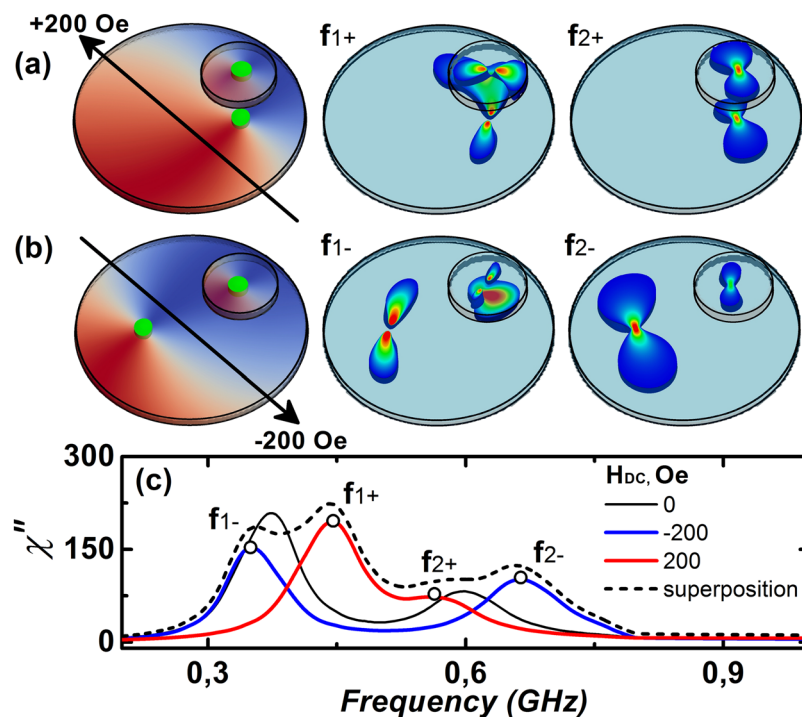 +200 Oe
(a)
f1+
f2+
(b)
f1-
f2-
-200 Oe
(c)
300
150
0
χ″
f1-
f1+
f2+
f2-
HDC, Oe
0
-200
200
superposition
0,3
0,6
0,9
Frequency (GHz)